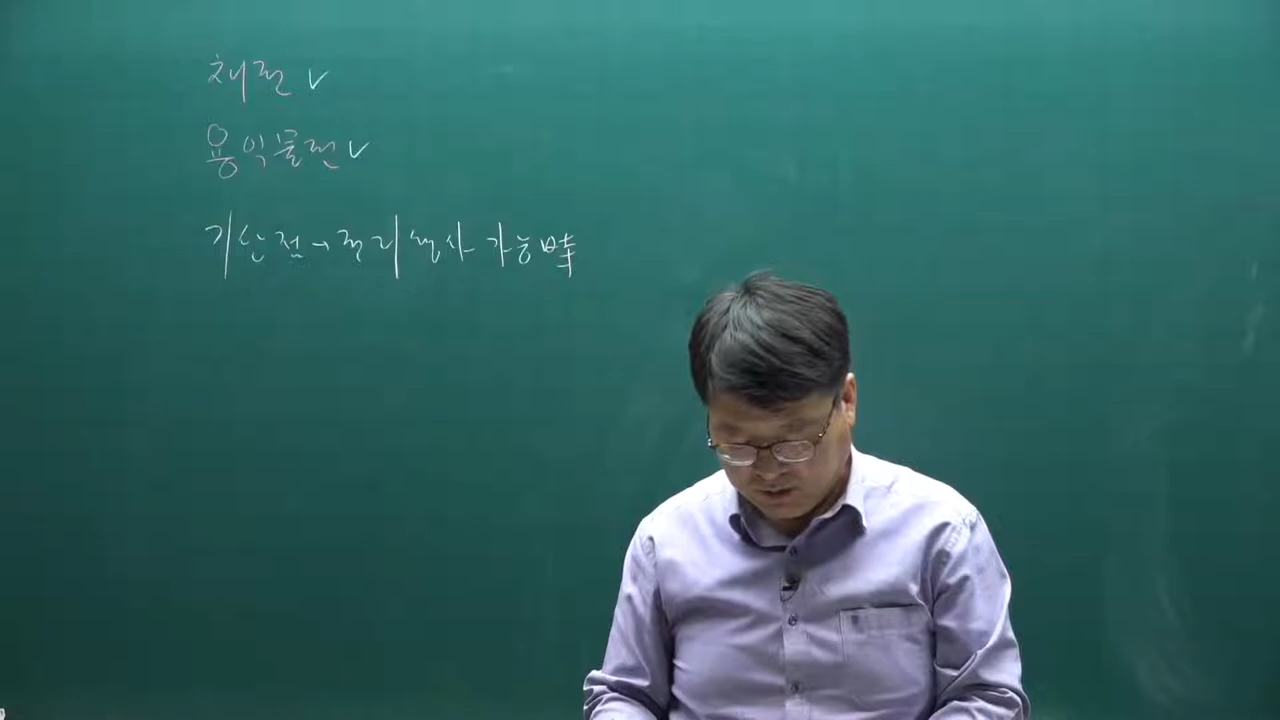 채권 ✓
용익물권 ✓
기산점 → 권리행사 가능 時